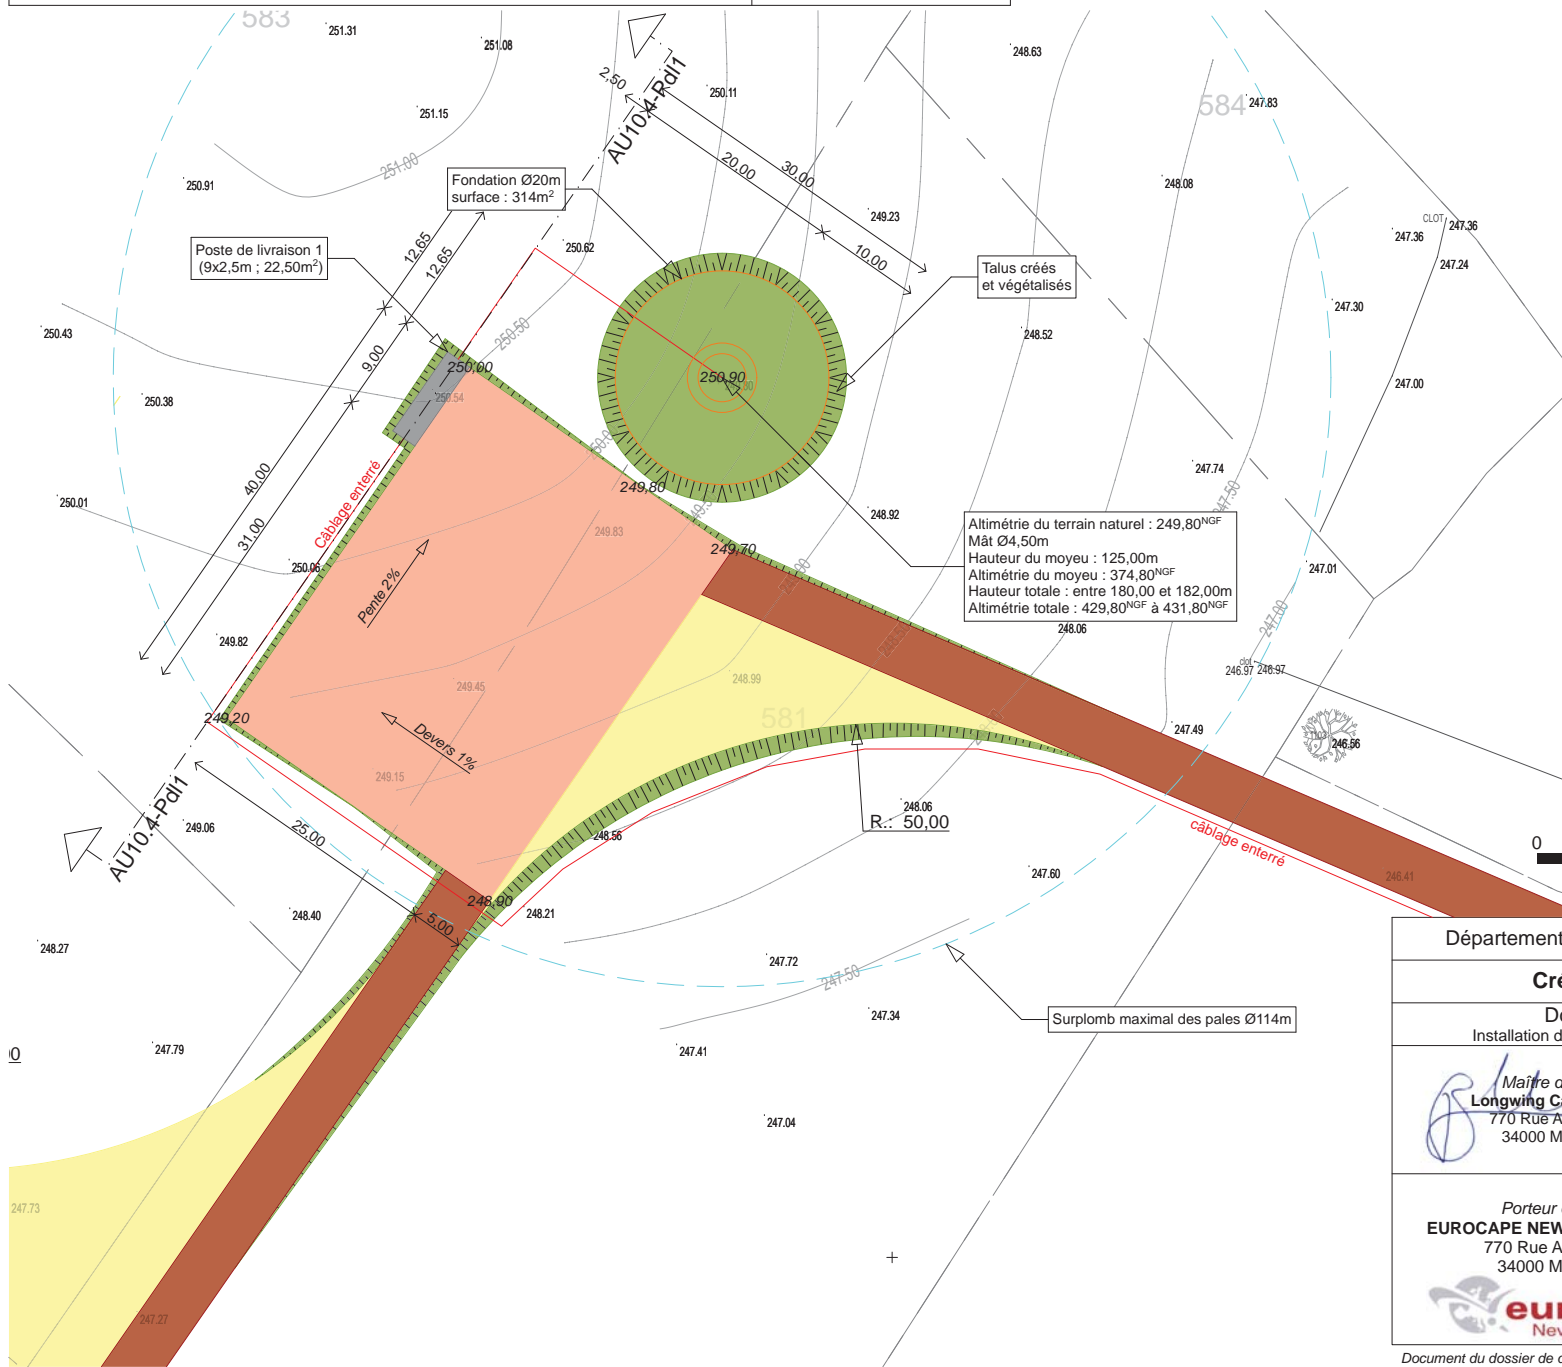 583
251.31
251.08
248.63
250.11
584
247.83
251.15
2,50
AU10.4-Pdl1
251.00
20,00
30,00
250.91
Fondation Ø20m
surface : 314m²
248.08
249.23
CLOT
247.36
247.36
247.24
Poste de livraison 1
(9x2,5m ; 22,50m²)
12,65
12,65
250.62
10,00
Talus créés
et végétalisés
247.30
250.43
250.50
248.52
9,00
250,00
250,90
247.00
250.38
250.54
40,00
31,00
Câblage enterré
247.74
250.01
249,80
247.50
248.92
249.83
249,70
Altimétrie du terrain naturel : 249,80NGF
Mât Ø4,50m
Hauteur du moyeu : 125,00m
Altimétrie du moyeu : 374,80NGF
Hauteur totale : entre 180,00 et 182,00m
Altimétrie totale : 429,80NGF à 431,80NGF
250.06
Pente 2%
247.01
247.00
249.82
248.06
clot
246.97
246.97
249.45
248.99
581
249,20
Devers 1%
247.49
1103
246.56
249.15
AU10.4-Pdl1
249.06
25,00
248.56
248.06
R.: 50,00
câblage enterré
0
246.41
247.60
248,90
248.40
5,00
248.21
248.27
247.72
247.50
Département
Cré
247.34
Surplomb maximal des pales Ø114m
Dé
Installation d
247.79
247.41
Maître d
Longwing Ca
770 Rue A
34000 M
247.04
247.73
Porteur
EUROCAPE NEW
770 Rue A
34000 M
247.27
eur
Nev
Document du dossier de d